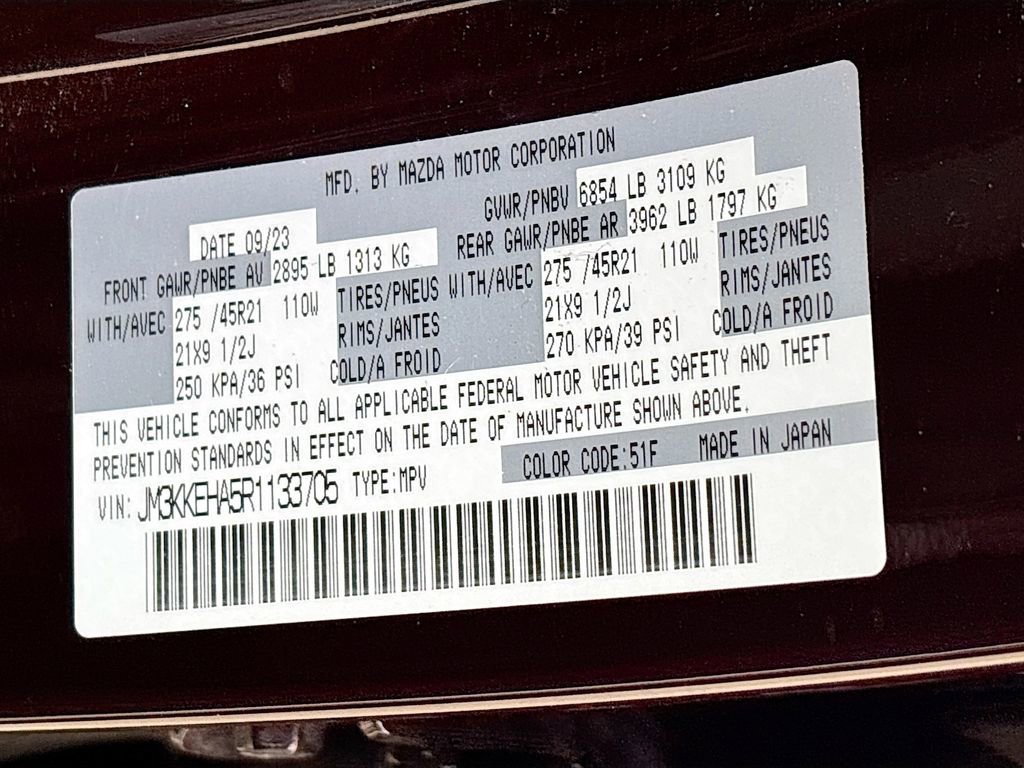 MFD. BY MAZDA MOTOR CORPORATION
DATE 09/23 GVWR/PNBV 6854 LB 3109 KG
FRONT GAWR/PNBE AV 2895 LB 1313 KG REAR GAWR/PNBE AR 3962 LB 1797 KG
WITH/AVEC 275 /45R21 110W TIRES/PNEUS WITH/AVEC 275 /45R21 110W TIRES/PNEUS
21X9 1/2J RIMS/JANTES 21X9 1/2J RIMS/JANTES
250 KPA/36 PSI COLD/A FROID 270 KPA/39 PSI COLD/A FROID
THIS VEHICLE CONFORMS TO ALL APPLICABLE FEDERAL MOTOR VEHICLE SAFETY AND THEFT
PREVENTION STANDARDS IN EFFECT ON THE DATE OF MANUFACTURE SHOWN ABOVE.
VIN: JM3KKEHA5R1133705 TYPE:MPV COLOR CODE:51F MADE IN JAPAN